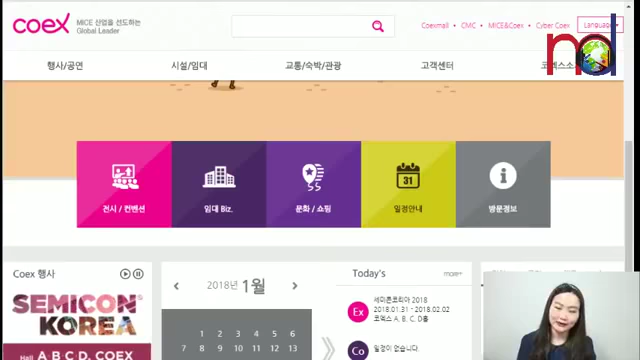 coex
MICE 산업을 선도하는
Global Leader
Coexmall • CMC • MICE&Coex • Cyber Coex
Language
행사/공연
시설/임대
교통/숙박/관광
고객센터
코엑스소
md
전시 / 컨벤션
임대 Biz.
문화 / 쇼핑
31
일정안내
방문정보
Coex 행사
SEMICON
KOREA
Hall A B C D, COEX
2018년 1월
1 2 3 4 5 6
7 8 9 10 11 12 13
Today's
more+
Ex
세미콘코리아 2018
2018.01.31 - 2018.02.02
코엑스 A, B, C, D홀
Co
일정이 없습니다.